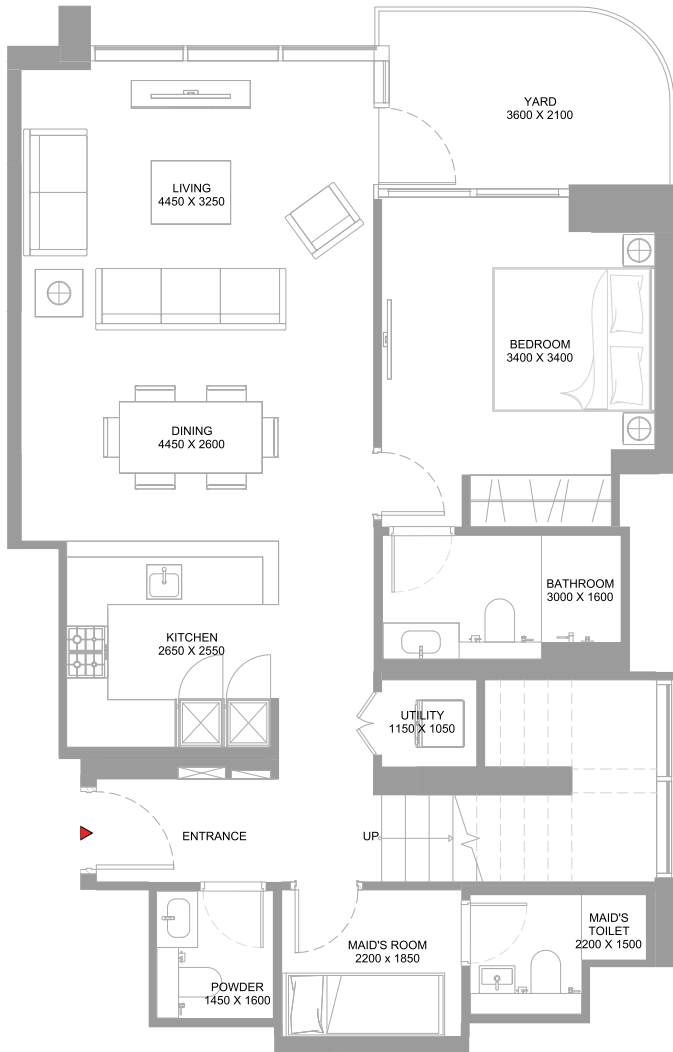 YARD
3600 X 2100
LIVING
4450 X 3250
BEDROOM
3400 X 3400
DINING
4450 X 2600
BATHROOM
3000 X 1600
KITCHEN
2650 X 2550
UTILITY
1150 X 1050
ENTRANCE
UP
MAID'S
TOILET
2200 X 1500
MAID'S ROOM
2200 x 1850
POWDER
1450 X 1600